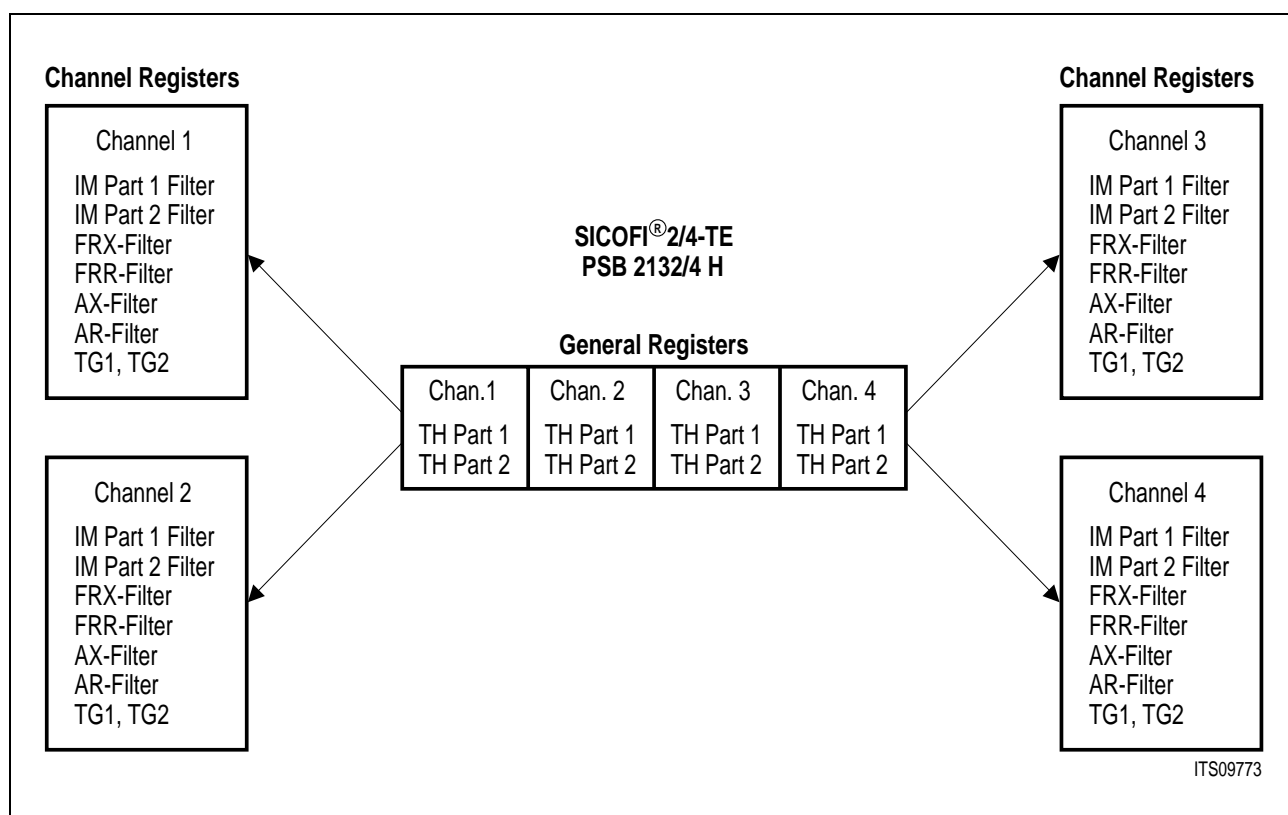 Channel Registers
Channel 1
IM Part 1 Filter
IM Part 2 Filter
FRX-Filter
FRR-Filter
AX-Filter
AR-Filter
TG1, TG2
Channel 2
IM Part 1 Filter
IM Part 2 Filter
FRX-Filter
FRR-Filter
AX-Filter
AR-Filter
TG1, TG2
SICOFI®2/4-TE
PSB 2132/4 H
General Registers
Chan.1 Chan. 2 Chan. 3 Chan. 4
TH Part 1 TH Part 1 TH Part 1 TH Part 1
TH Part 2 TH Part 2 TH Part 2 TH Part 2
Channel Registers
Channel 3
IM Part 1 Filter
IM Part 2 Filter
FRX-Filter
FRR-Filter
AX-Filter
AR-Filter
TG1, TG2
Channel 4
IM Part 1 Filter
IM Part 2 Filter
FRX-Filter
FRR-Filter
AX-Filter
AR-Filter
TG1, TG2
ITS09773